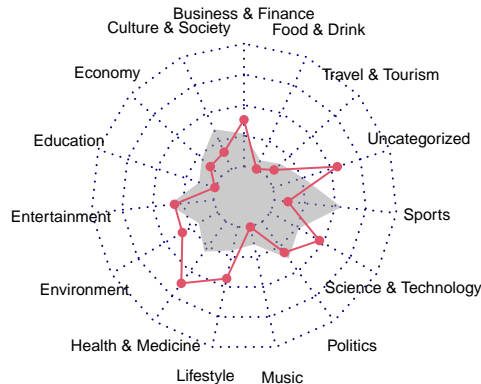 Business & Finance
Culture & Society
Food & Drink
Economy
Travel & Tourism
Education
Uncategorized
Entertainment
Sports
Environment
Science & Technology
Health & Medicine
Politics
Lifestyle
Music